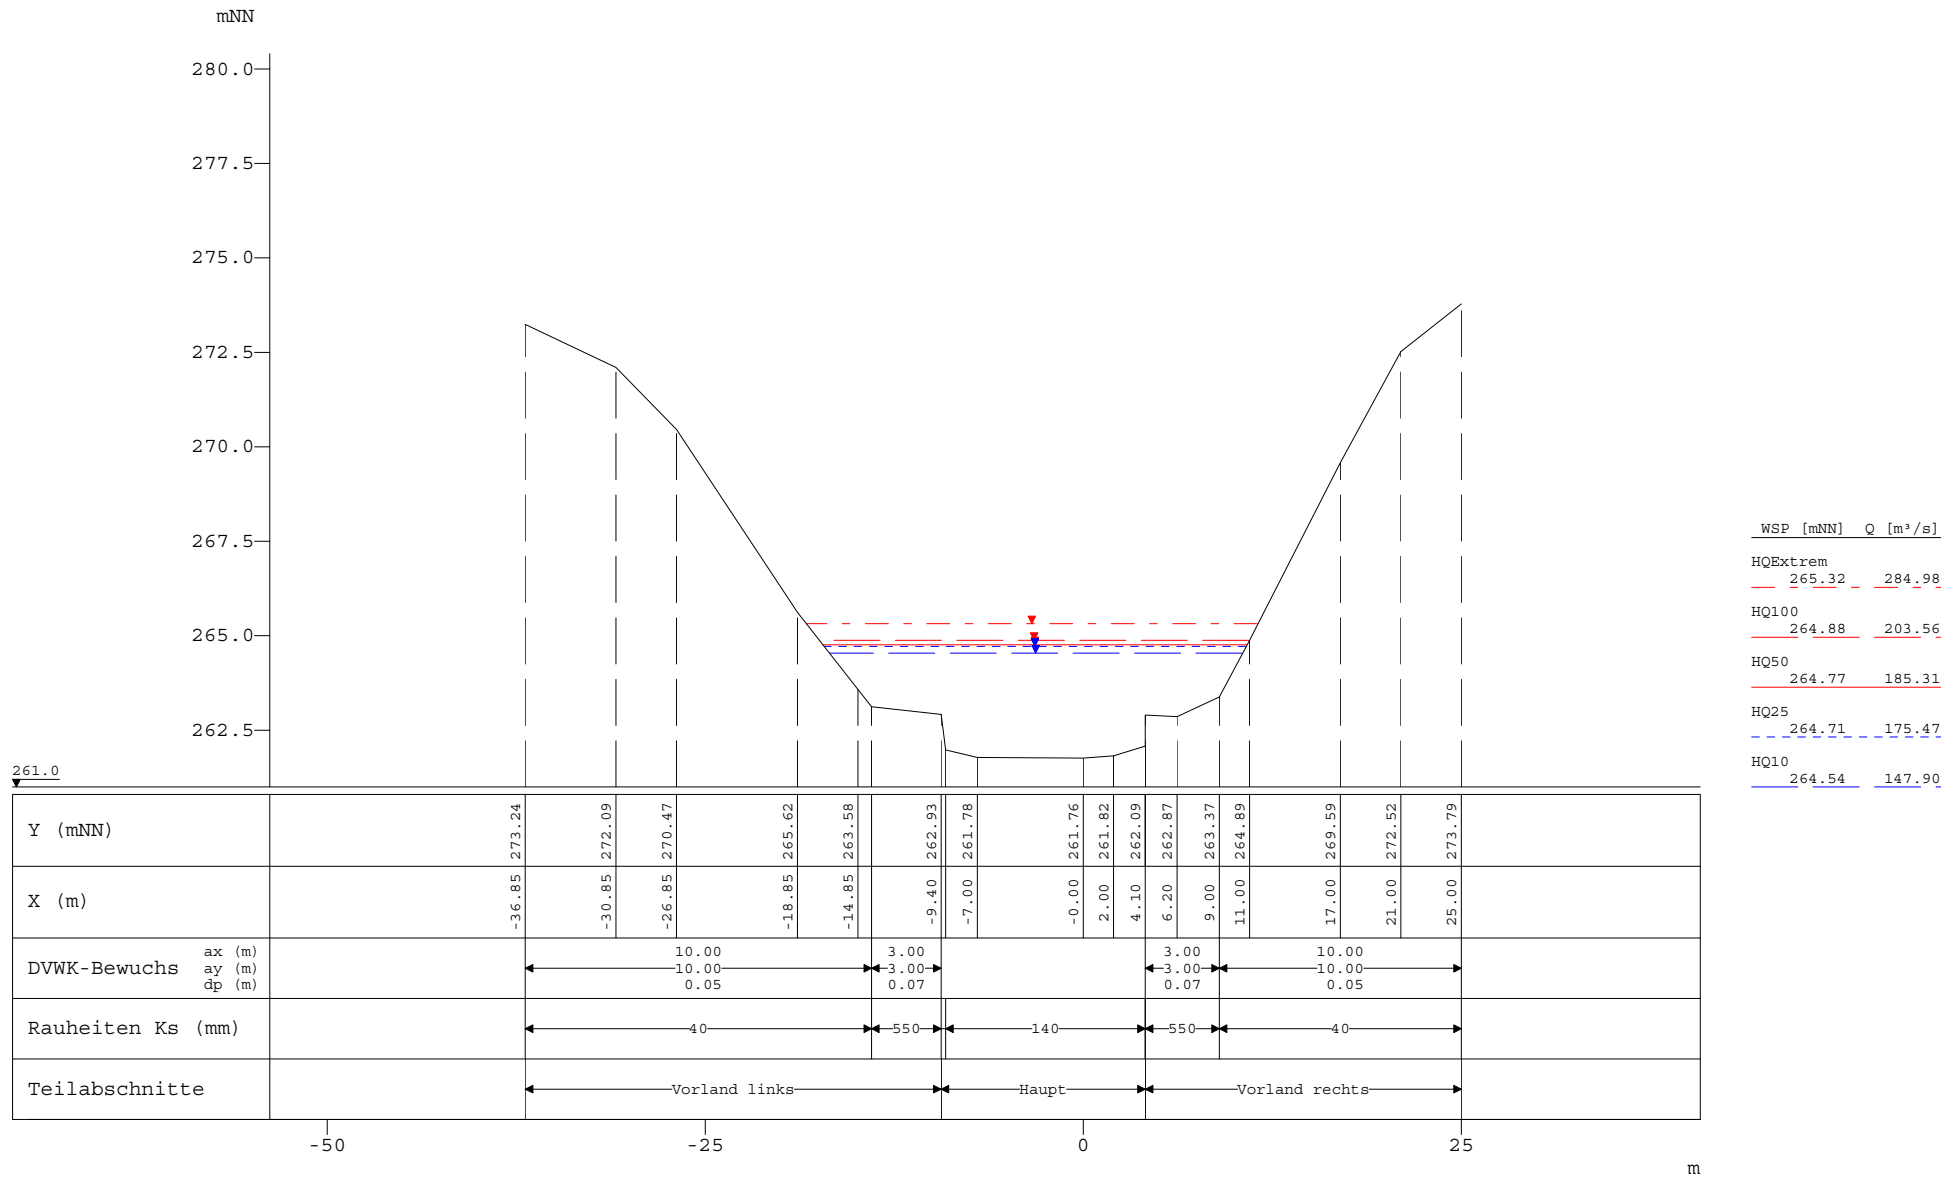 mNN
280.0
277.5
275.0
272.5
270.0
267.5
265.0
262.5
261.0
WSP [mNN] Q [m³/s]
HQExtrem
265.32 284.98
HQ100
264.88 203.56
HQ50
264.77 185.31
HQ25
264.71 175.47
HQ10
264.54 147.90
Y (mNN) 273.24 272.09 270.47 265.62 263.58 262.93 261.78 261.76 261.82 262.09 262.87 263.37 264.89 269.59 272.52 273.79
X (m) -36.85 -30.85 -26.85 -18.85 -14.85 -9.40 -7.00 -0.00 2.00 4.10 6.20 9.00 11.00 17.00 21.00 25.00
ax (m) 10.00 3.00 3.00 10.00
DVWK-Bewuchs ay (m) 10.00 3.00 3.00 10.00
dp (m) 0.05 0.07 0.07 0.05
Rauheiten Ks (mm) 40 550 140 550 40
Teilabschnitte Vorland links Haupt Vorland rechts
-50 -25 0 25
m